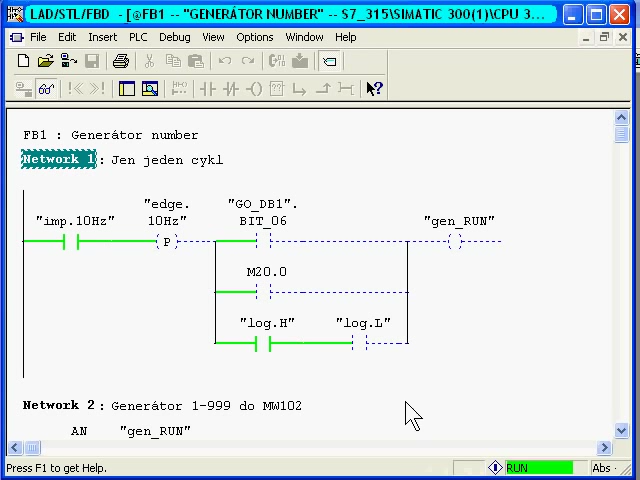 LAD/STL/FBD - [@FB1 -- "GENERÁTOR NUMBER" -- S7_315\SIMATIC 300(1)\CPU 3...
File Edit Insert PLC Debug View Options Window Help
FB1 : Generátor number
Network 1 : Jen jeden cykl
"edge. "GO_DB1".
"imp.10Hz" 10Hz" BIT_06 "gen_RUN"
P
M20.0
"log.H" "log.L"
Network 2 : Generátor 1-999 do MW102
AN "gen_RUN"
Press F1 to get Help. RUN Abs